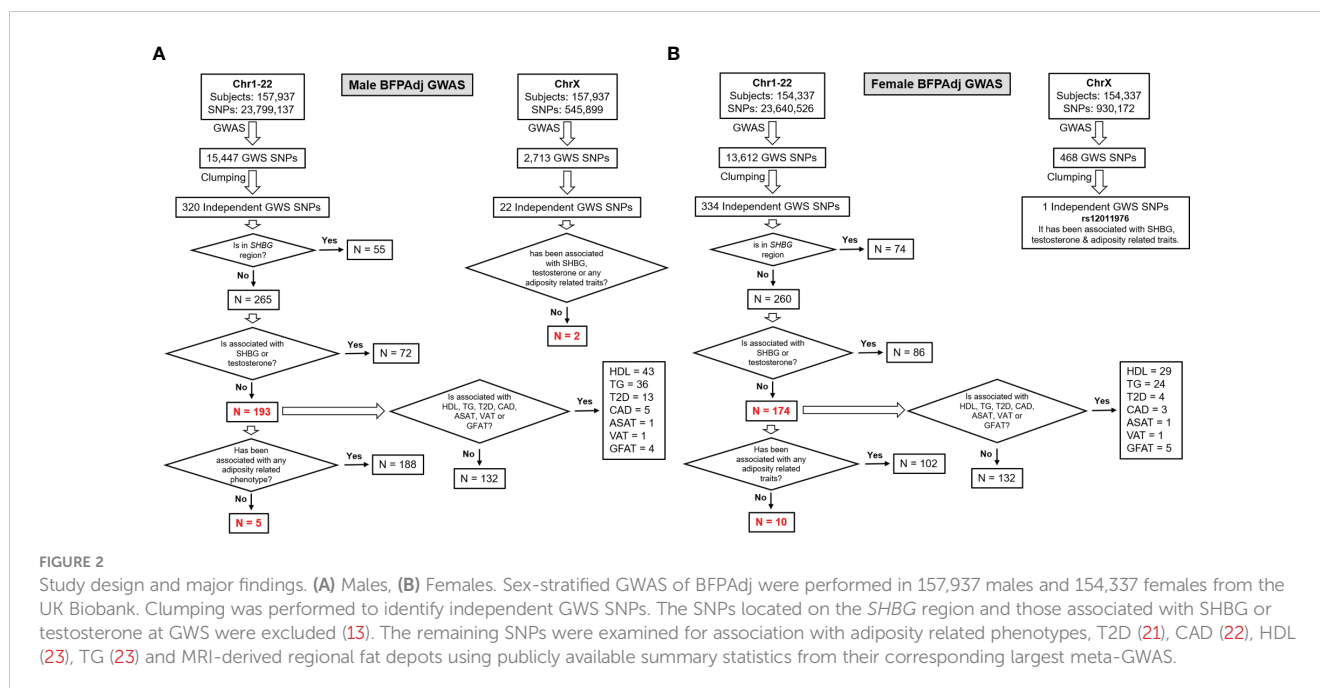 A
Male BFPAdj GWAS
Chr1-22
Subjects: 157,937
SNPs: 23,799,137
GWAS
15,447 GWS SNPs
Clumping
320 Independent GWS SNPs
Is in SHBG
region?
Yes
N = 55
No
N = 265
Is associated with
SHBG or
testosterone?
Yes
N = 72
No
N = 193
Has been
associated with any
adiposity related
phenotype?
Yes
N = 188
No
N = 5
Is associated with
HDL, TG, T2D, CAD,
ASAT, VAT or
GFAT?
Yes
HDL = 43
TG = 36
T2D = 13
CAD = 5
ASAT = 1
VAT = 1
GFAT = 4
No
N = 132
ChrX
Subjects: 157,937
SNPs: 545,899
GWAS
2,713 GWS SNPs
Clumping
22 Independent GWS SNPs
has been associated
with SHBG,
testosterone or any
adiposity related traits?
No
N = 2
B
Female BFPAdj GWAS
Chr1-22
Subjects: 154,337
SNPs: 23,640,526
GWAS
13,612 GWS SNPs
Clumping
334 Independent GWS SNPs
is in SHBG
region
Yes
N = 74
No
N = 260
Is associated with
SHBG or
testosterone?
Yes
N = 86
No
N = 174
Has been
associated with any
adiposity related
traits?
Yes
N = 102
No
N = 10
Is associated with
HDL, TG, T2D, CAD,
ASAT, VAT or
GFAT?
Yes
HDL = 29
TG = 24
T2D = 4
CAD = 3
ASAT = 1
VAT = 1
GFAT = 5
No
N = 132
ChrX
Subjects: 154,337
SNPs: 930,172
GWAS
468 GWS SNPs
Clumping
1 Independent GWS SNPs
rs12011976
It has been associated with SHBG,
testosterone & adiposity related traits.
FIGURE 2
Study design and major findings. (A) Males, (B) Females. Sex-stratified GWAS of BFPAdj were performed in 157,937 males and 154,337 females from the
UK Biobank. Clumping was performed to identify independent GWS SNPs. The SNPs located on the SHBG region and those associated with SHBG or
testosterone at GWS were excluded (13). The remaining SNPs were examined for association with adiposity related phenotypes, T2D (21), CAD (22), HDL
(23), TG (23) and MRI-derived regional fat depots using publicly available summary statistics from their corresponding largest meta-GWAS.